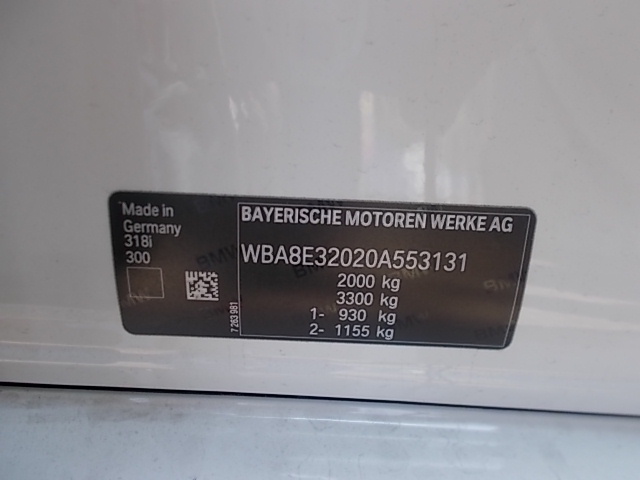 Made in
Germany
318i
300
7 263 981
BAYERISCHE MOTOREN WERKE AG
WBA8E32020A553131
2000 kg
3300 kg
1- 930 kg
2- 1155 kg